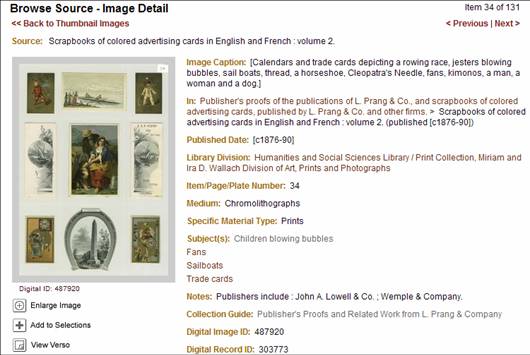 Browse Source - Image Detail
Item 34 of 131
<< Back to Thumbnail Images
< Previous | Next >
Source: Scrapbooks of colored advertising cards in English and French : volume 2.
Image Caption: [Calendars and trade cards depicting a rowing race, jesters blowing
bubbles, sail boats, thread, a horseshoe, Cleopatra's Needle, fans, kimonos, a man, a
woman and a dog.]
In: Publisher's proofs of the publications of L. Prang & Co., and scrapbooks of colored
advertising cards, published by L. Prang & Co. and other firms. > Scrapbooks of colored
advertising cards in English and French : volume 2. (published [c1876-90])
Published Date: [c1876-90]
Library Division: Humanities and Social Sciences Library / Print Collection, Miriam and
Ira D. Wallach Division of Art, Prints and Photographs
Item/Page/Plate Number: 34
Medium: Chromolithographs
Specific Material Type: Prints
Subject(s): Children blowing bubbles
Fans
Sailboats
Trade cards
Notes: Publishers include : John A. Lowell & Co. ; Wemple & Company.
Collection Guide: Publisher's Proofs and Related Work from L. Prang & Company
Digital Image ID: 487920
Digital Record ID: 303773
Digital ID: 487920
Enlarge Image
Add to Selections
View Verso